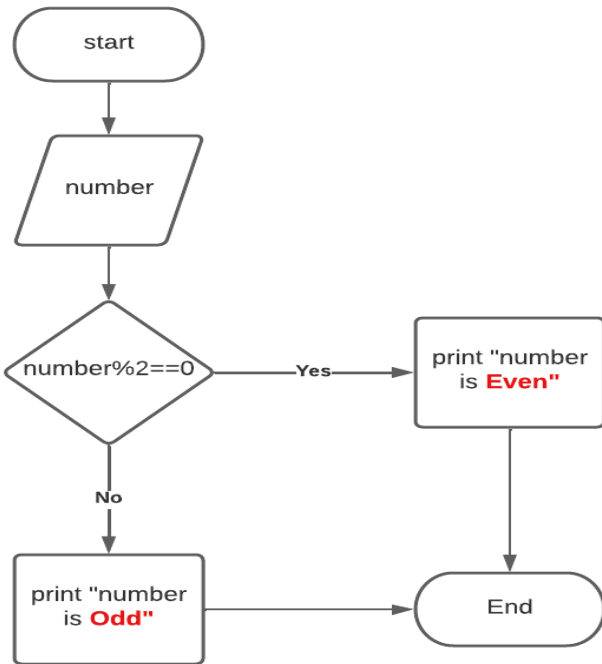 start
number
number%2==0
Yes
print "number
is Even"
No
print "number
is Odd"
End